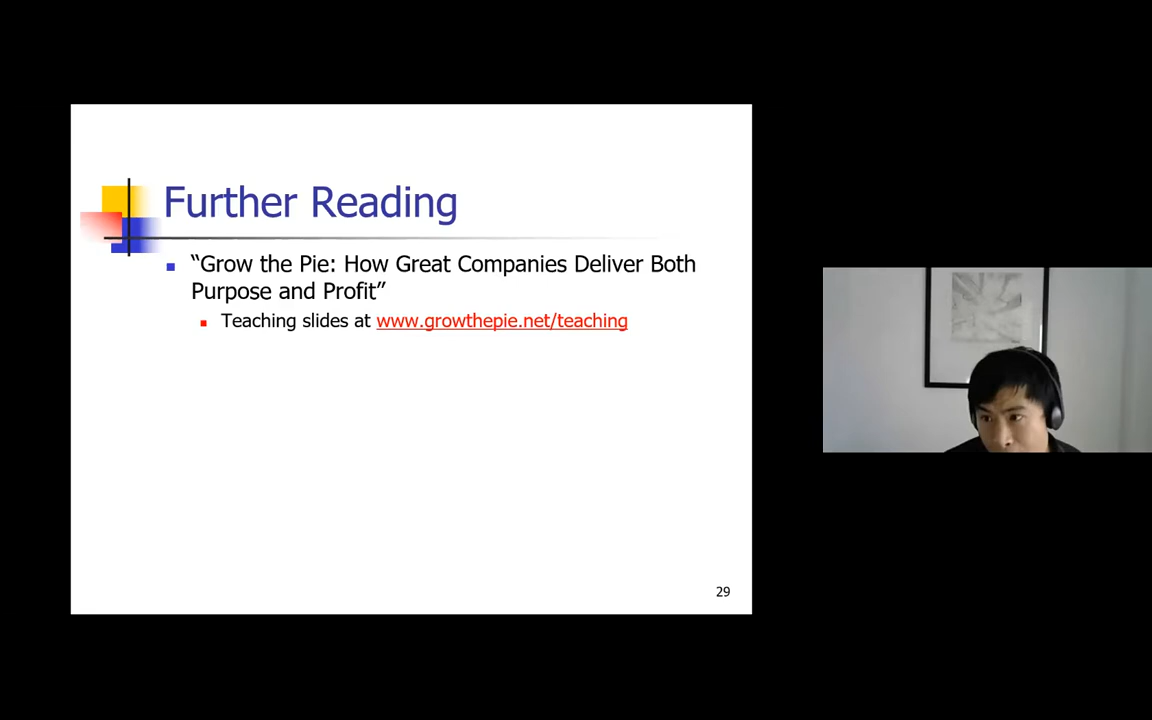 Further Reading
“Grow the Pie: How Great Companies Deliver Both
Purpose and Profit”
Teaching slides at www.growthepie.net/teaching
29